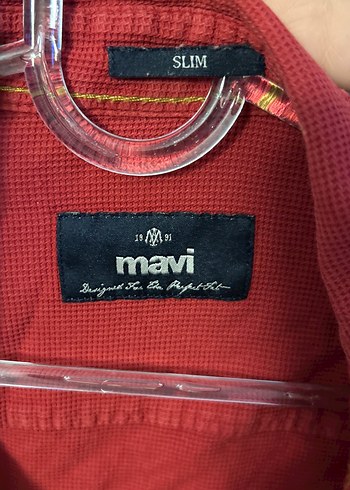 SLIM
19 91
mavi
Designed For The Perfect Fit